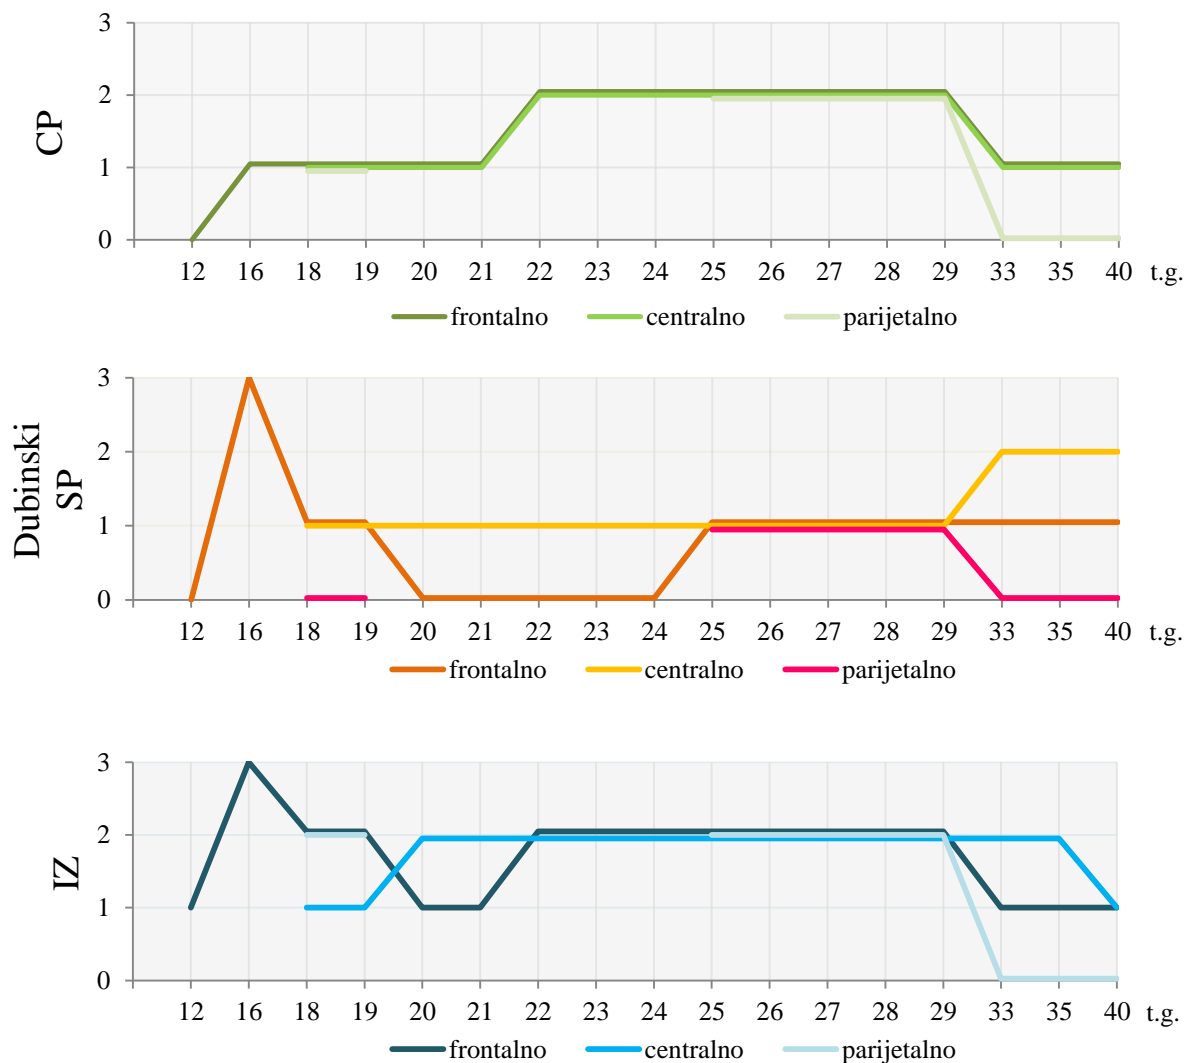 3
2
1
0
CP
12 16 18 19 20 21 22 23 24 25 26 27 28 29 33 35 40 t.g.
frontalno centralno parijetalno
3
2
1
0
Dubinski
SP
12 16 18 19 20 21 22 23 24 25 26 27 28 29 33 35 40 t.g.
frontalno centralno parijetalno
3
2
1
0
IZ
12 16 18 19 20 21 22 23 24 25 26 27 28 29 33 35 40 t.g.
frontalno centralno parijetalno